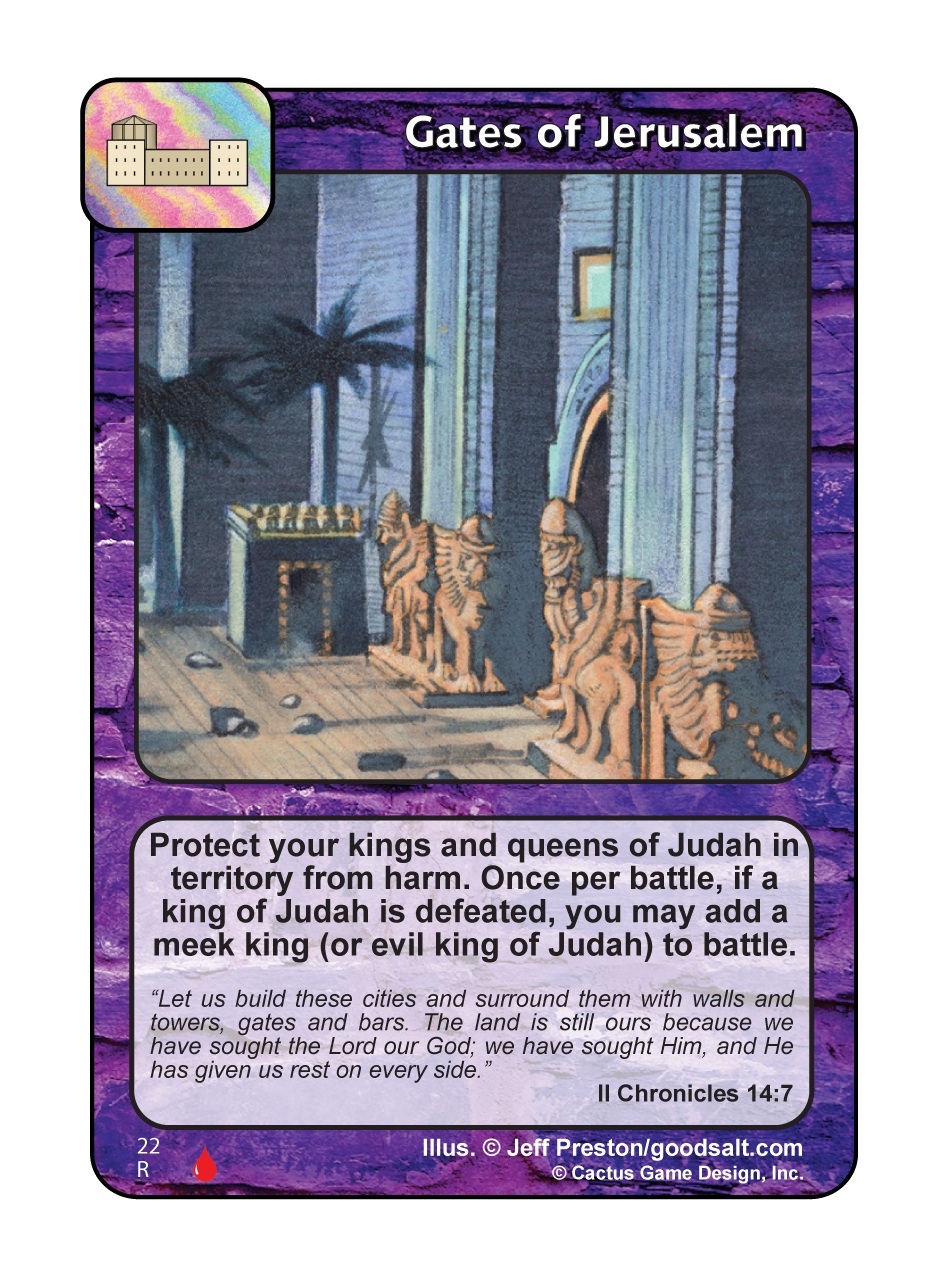 Gates of Jerusalem
Protect your kings and queens of Judah in
territory from harm. Once per battle, if a
king of Judah is defeated, you may add a
meek king (or evil king of Judah) to battle.
“Let us build these cities and surround them with walls and
towers, gates and bars. The land is still ours because we
have sought the Lord our God; we have sought Him, and He
has given us rest on every side.”
II Chronicles 14:7
22
R
Illus. © Jeff Preston/goodsalt.com
© Cactus Game Design, Inc.